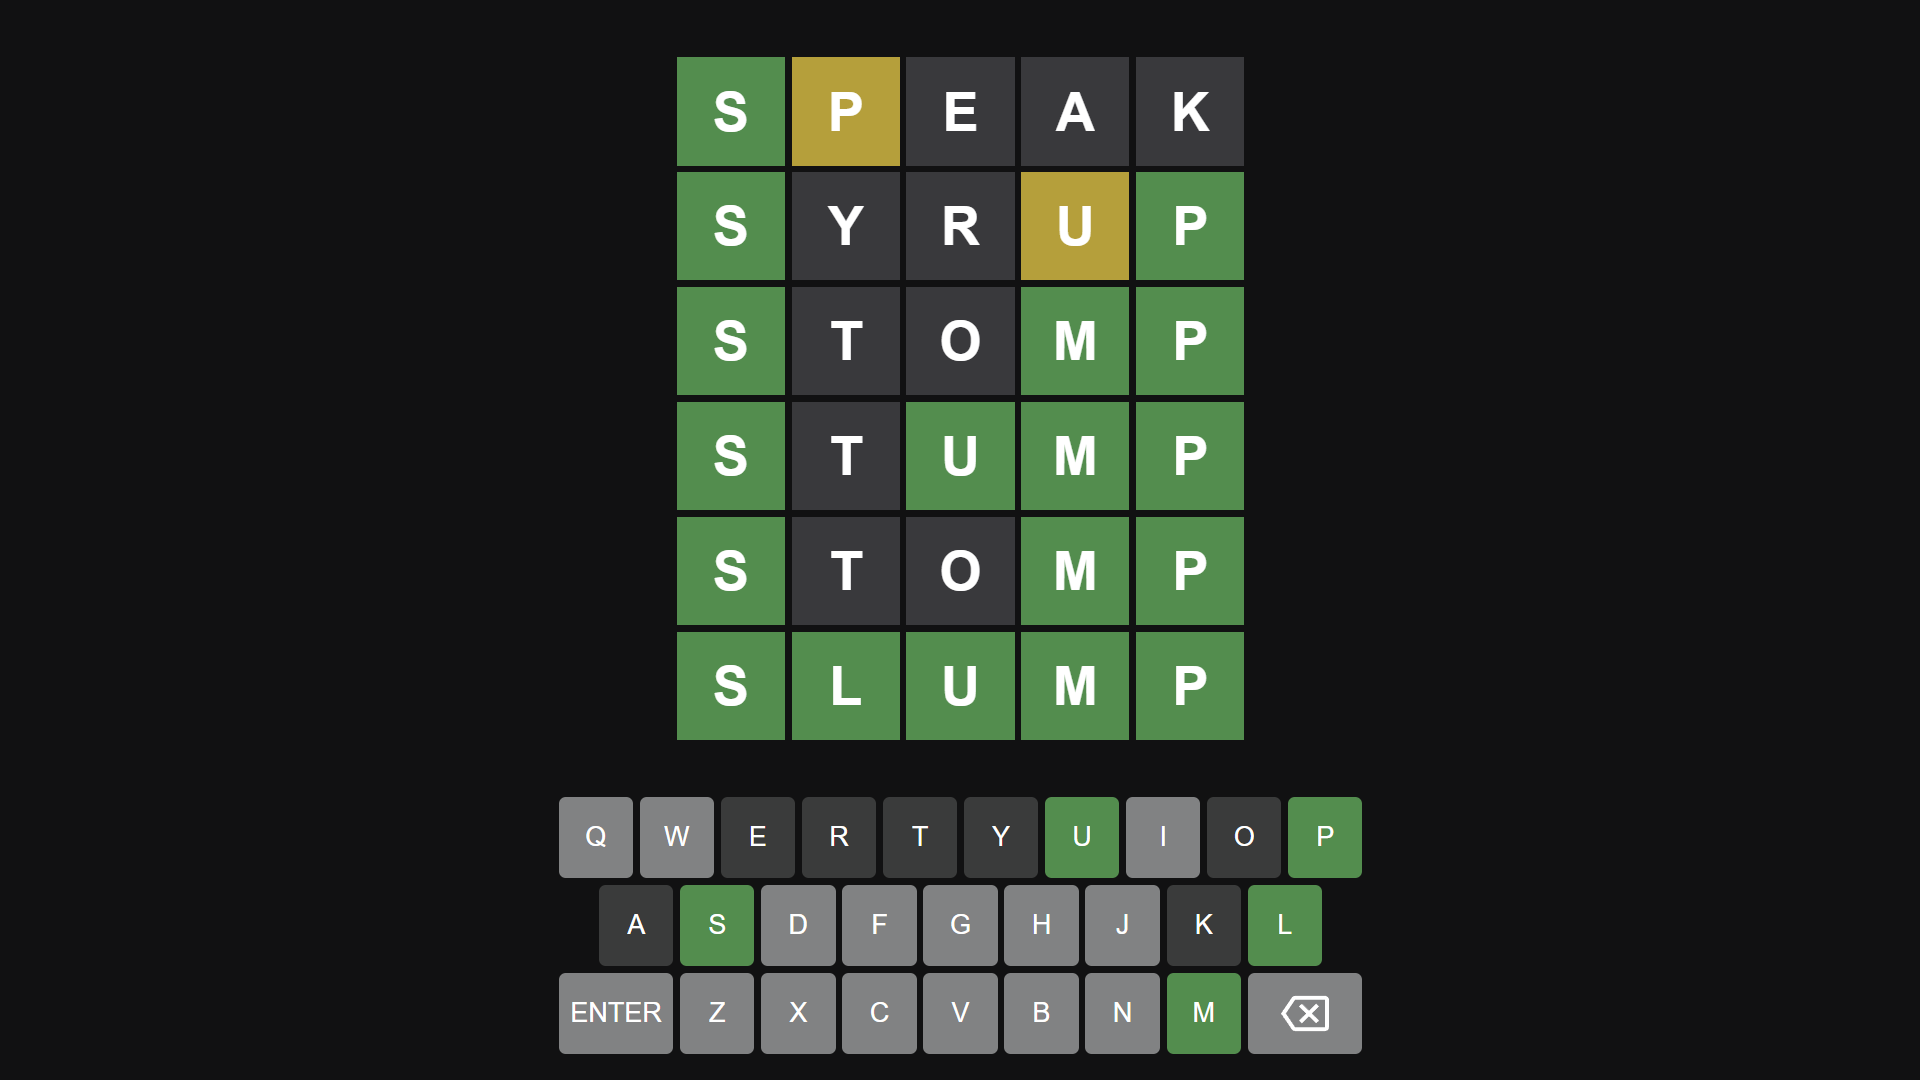 S P E A K
S Y R U P
S T O M P
S T U M P
S T O M P
S L U M P
Q W E R T Y U I O P
A S D F G H J K L
ENTER Z X C V B N M